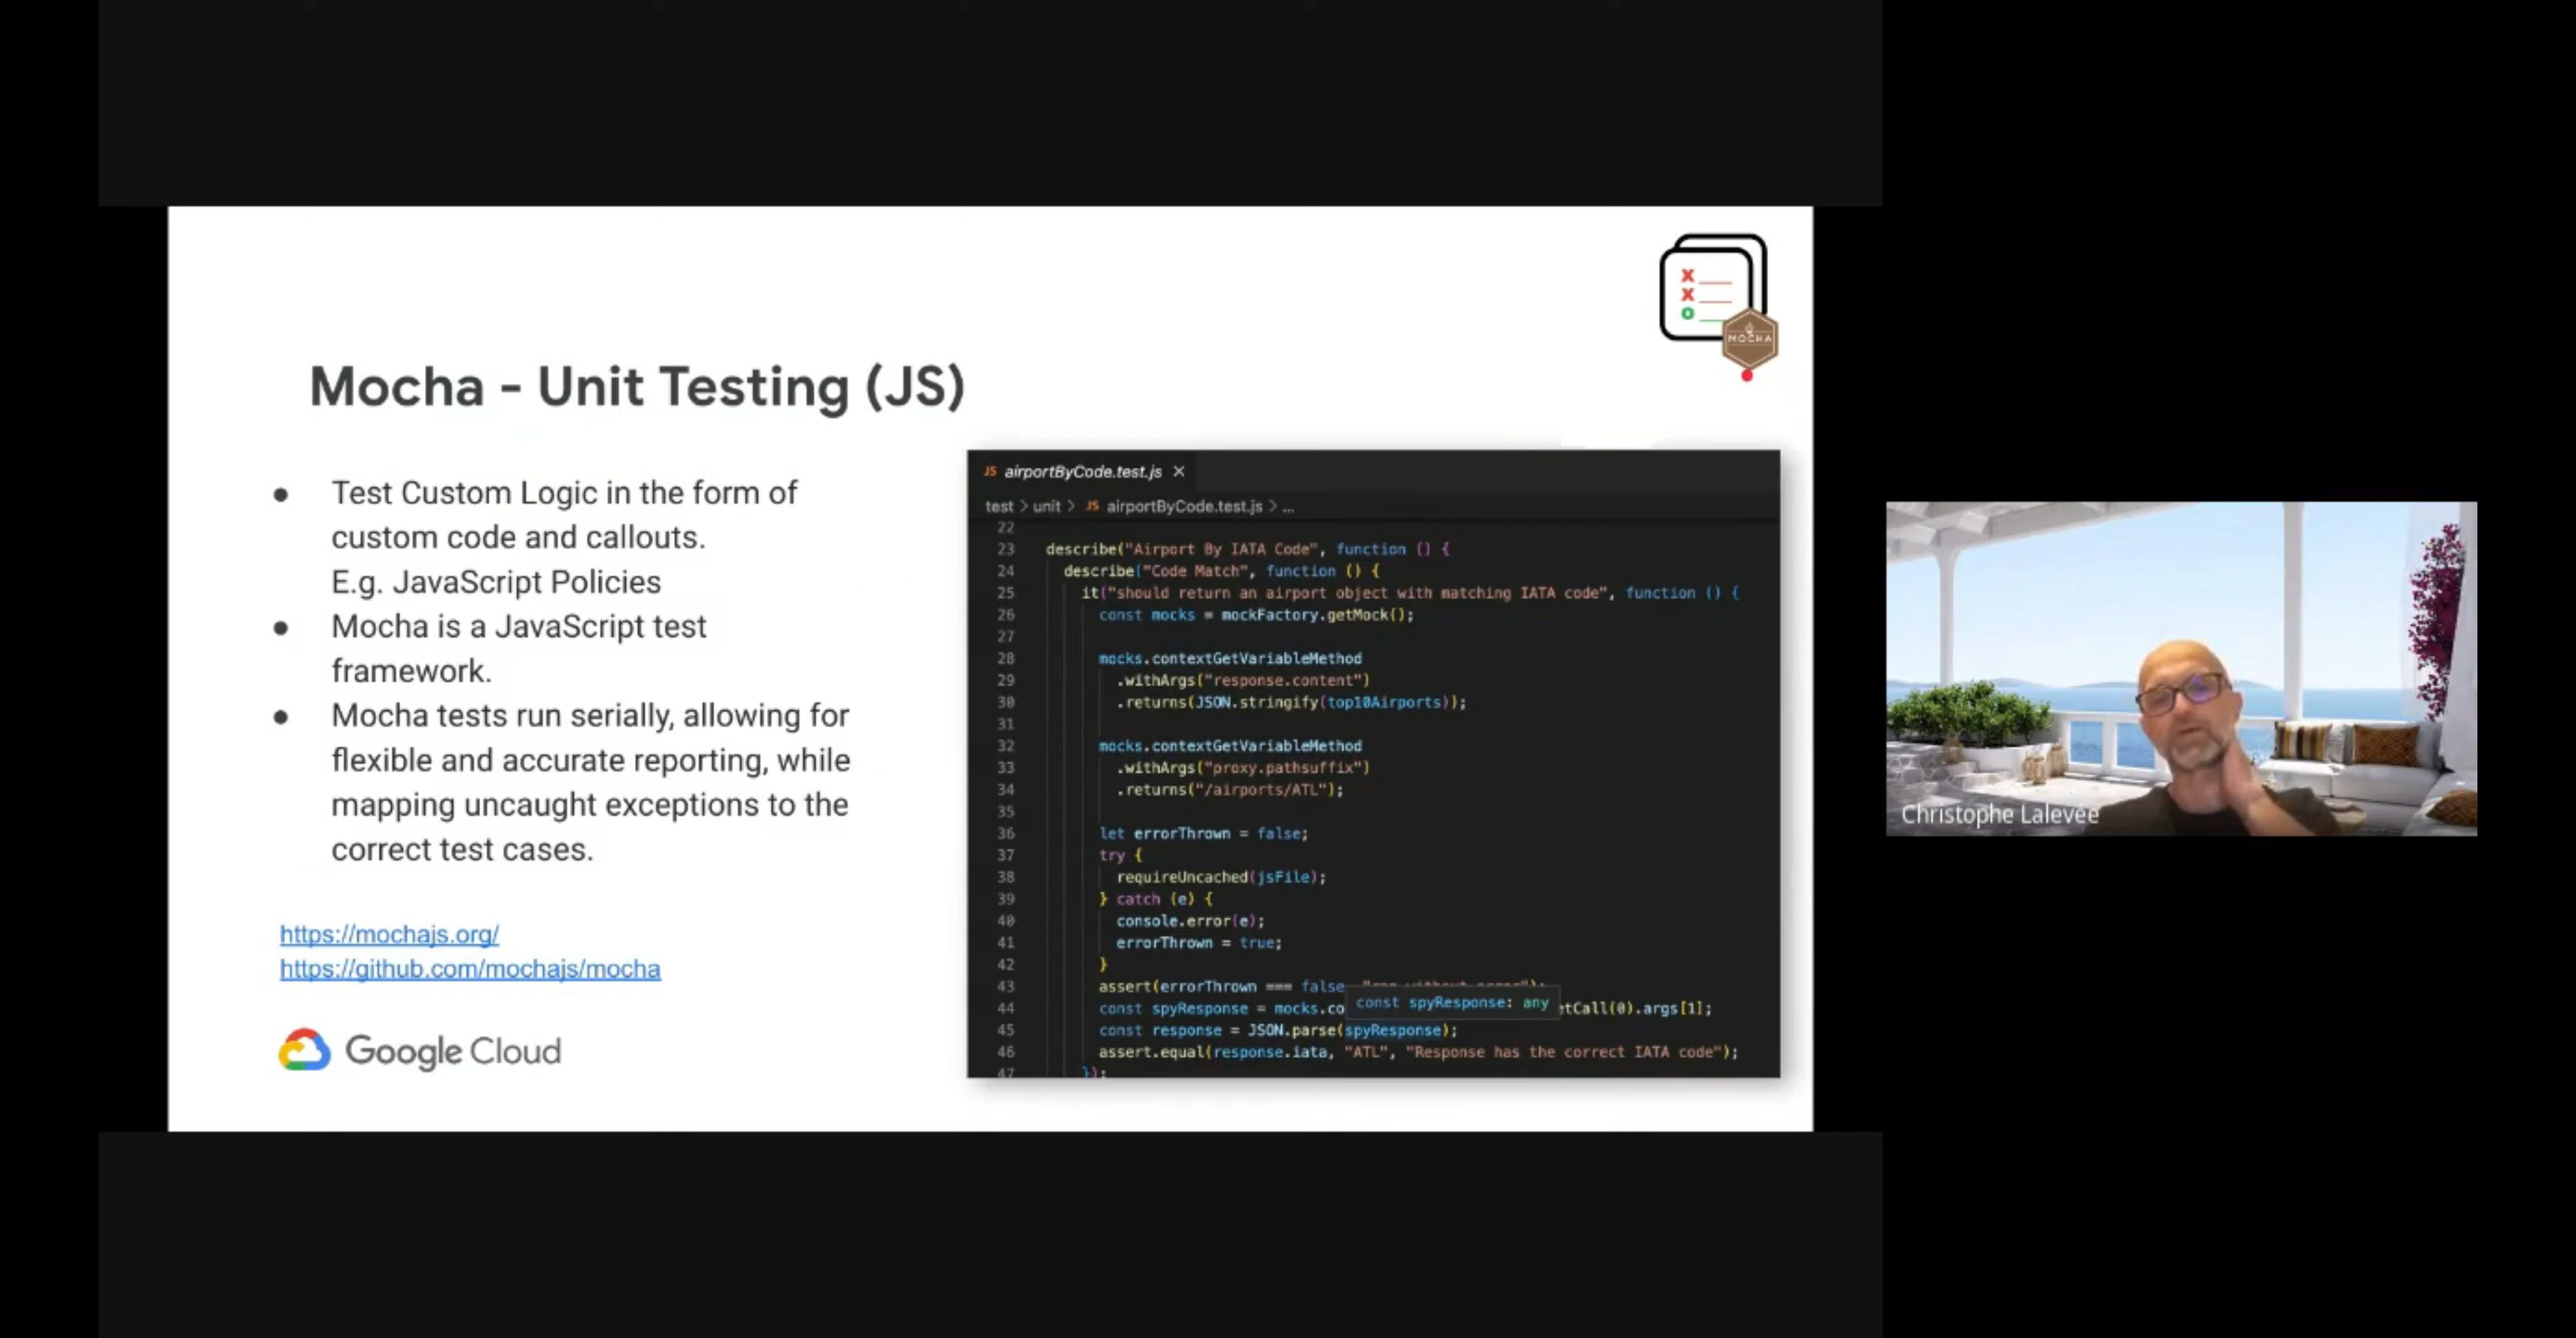 X
X
O
MOCHA
Mocha - Unit Testing (JS)
● Test Custom Logic in the form of
custom code and callouts.
E.g. JavaScript Policies
● Mocha is a JavaScript test
framework.
● Mocha tests run serially, allowing for
flexible and accurate reporting, while
mapping uncaught exceptions to the
correct test cases.
https://mochajs.org/
https://github.com/mochajs/mocha
Google Cloud
JS airportByCode.test.js ×
test > unit > JS airportByCode.test.js > ...
22
23 describe("Airport By IATA Code", function () {
24 describe("Code Match", function () {
25 it("should return an airport object with matching IATA code", function () {
26 const mocks = mockFactory.getMock();
27
28 mocks.contextGetVariableMethod
29 .withArgs("response.content")
30 .returns(JSON.stringify(top10Airports));
31
32 mocks.contextGetVariableMethod
33 .withArgs("proxy.pathsuffix")
34 .returns("/airports/ATL");
35
36 let errorThrown = false;
37 try {
38 requireUncached(jsFile);
39 } catch (e) {
40 console.error(e);
41 errorThrown = true;
42 }
43 assert(errorThrown === false
44 const spyResponse = mocks.co const spyResponse: any etCall(0).args[1];
45 const response = JSON.parse(spyResponse);
46 assert.equal(response.iata, "ATL", "Response has the correct IATA code");
47 });
Christophe Lalevée